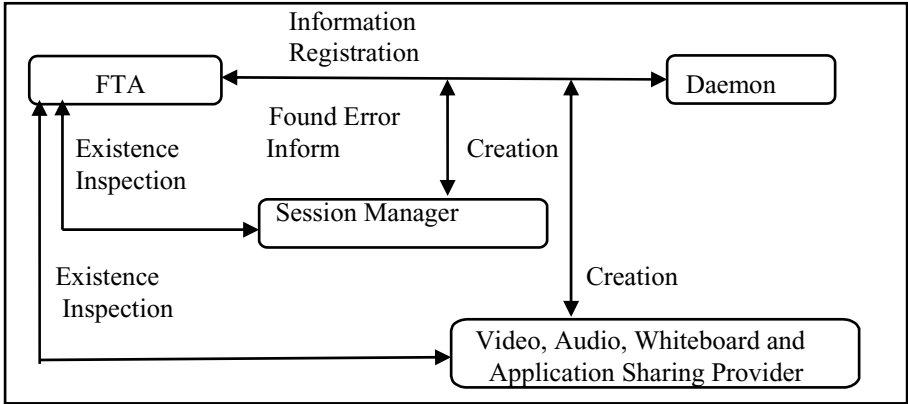 Information
Registration
FTA
Daemon
Found Error
Inform
Creation
Existence
Inspection
Session Manager
Existence
Inspection
Creation
Video, Audio, Whiteboard and
Application Sharing Provider